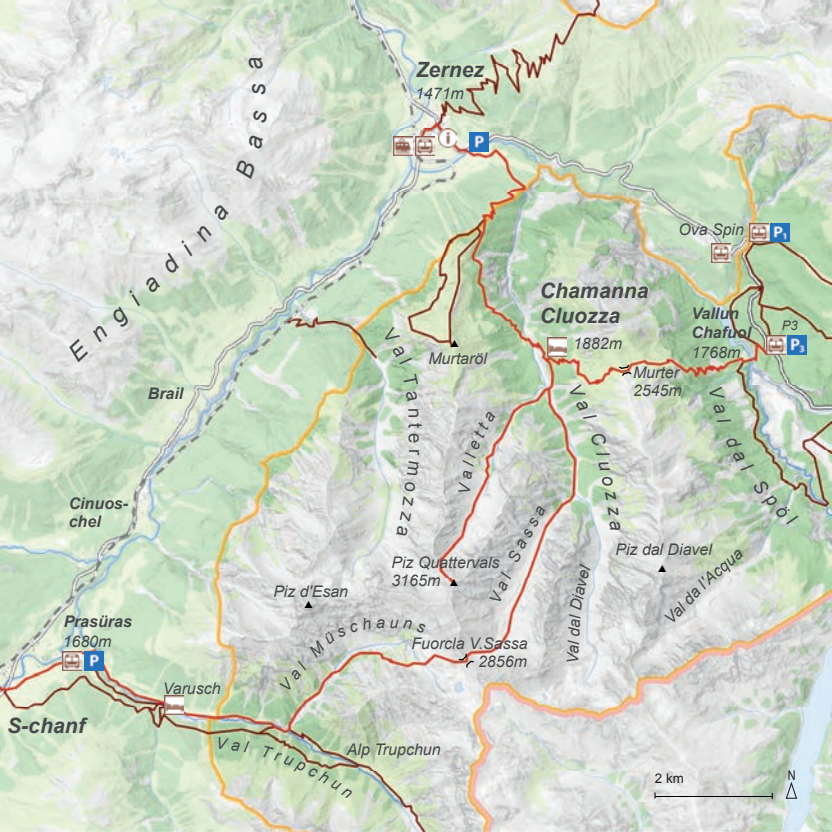 Zernez
1471m
i
P
Engiadina Bassa
Ova Spin
P1
Chamanna
Cluozza
1882m
Vallun
Chafuol
1768m
P3
P3
Murtaröl
Murter
2545m
Val Tantermozza
Brail
Valletta
Val Cluozza
Val dal Spöl
Cinuos-
chel
Val Sassa
Piz Quattervals
3165m
Piz dal Diavel
Piz d'Esan
Val dal Diavel
Val da l'Acqua
Prasüras
1680m
P
Val Müschauns
Fuorcla V.Sassa
2856m
Varusch
S-chanf
Val Trupchun
Alp Trupchun
2 km
N